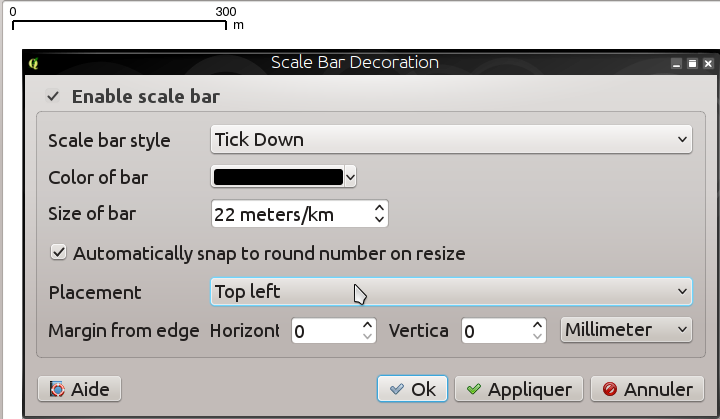 0 300
m
Scale Bar Decoration
Enable scale bar
Scale bar style Tick Down
Color of bar
Size of bar 22 meters/km
Automatically snap to round number on resize
Placement Top left
Margin from edge Horizont 0 Vertica 0 Millimeter
Aide Ok Appliquer Annuler